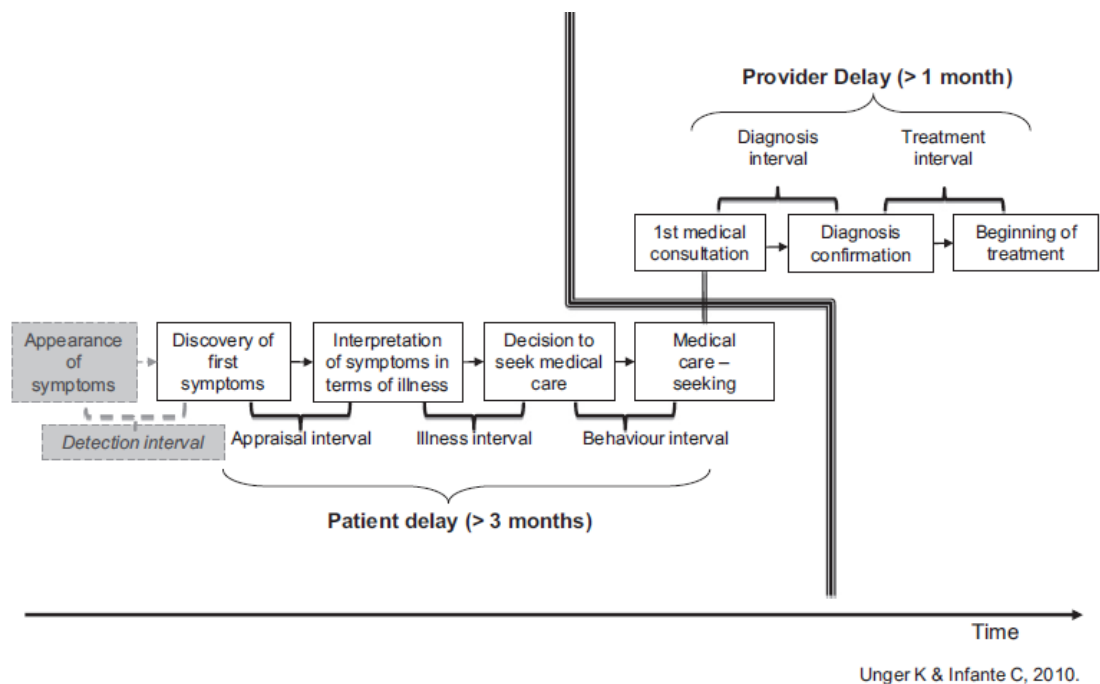 Provider Delay (> 1 month)
Diagnosis
interval
Treatment
interval
1st medical
consultation
Diagnosis
confirmation
Beginning of
treatment
Appearance
of
symptoms
Discovery of
first
symptoms
Interpretation
of symptoms in
terms of illness
Decision to
seek medical
care
Medical
care –
seeking
Detection interval
Appraisal interval
Illness interval
Behaviour interval
Patient delay (> 3 months)
Time
Unger K & Infante C, 2010.